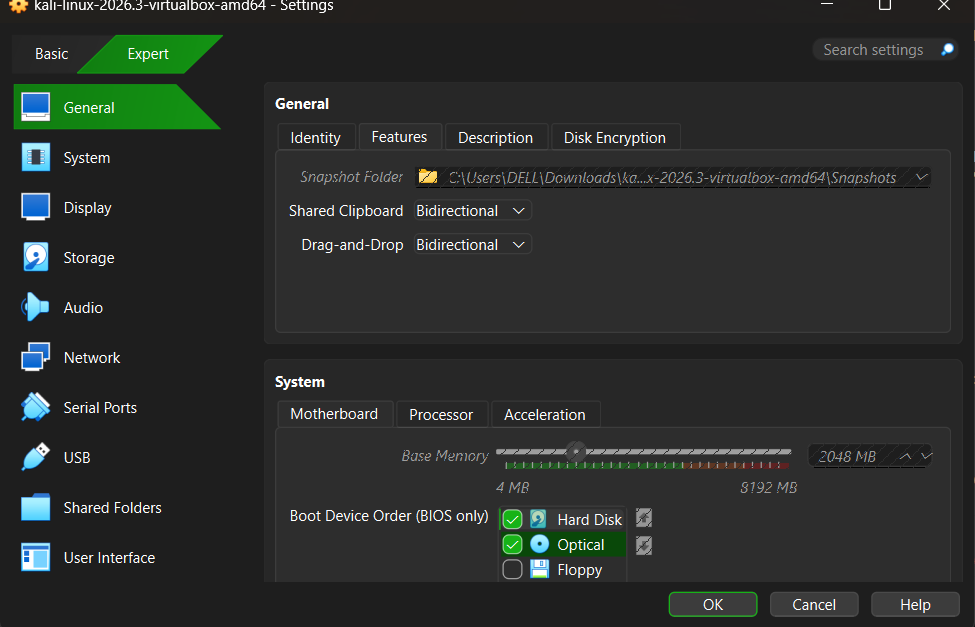 kali-linux-2026.3-virtualbox-amd64 - Settings
Basic
Expert
Search settings
General
System
Display
Storage
Audio
Network
Serial Ports
USB
Shared Folders
User Interface
General
Identity
Features
Description
Disk Encryption
Snapshot Folder
C:\Users\DELL\Downloads\ka...x-2026.3-virtualbox-amd64\Snapshots
Shared Clipboard
Bidirectional
Drag-and-Drop
Bidirectional
System
Motherboard
Processor
Acceleration
Base Memory
2048 MB
4 MB
8192 MB
Boot Device Order (BIOS only)
Hard Disk
Optical
Floppy
OK
Cancel
Help